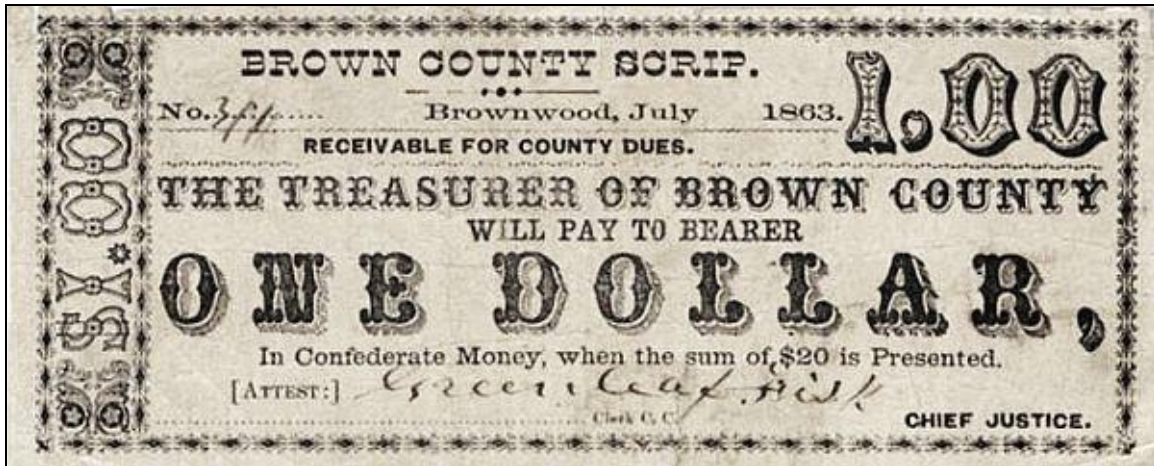 $1.00
BROWN COUNTY SCRIP.
1.00
No. Brownwood, July 1863.
RECEIVABLE FOR COUNTY DUES.
THE TREASURER OF BROWN COUNTY
WILL PAY TO BEARER
ONE DOLLAR,
In Confederate Money, when the sum of $20 is Presented.
[ATTEST:] Greenleaf Fisk
Clerk C. C. CHIEF JUSTICE.